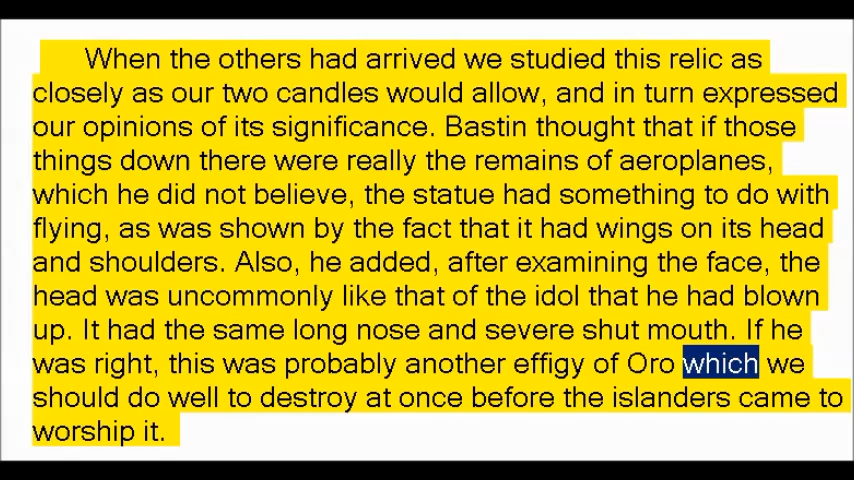 When the others had arrived we studied this relic as
closely as our two candles would allow, and in turn expressed
our opinions of its significance. Bastin thought that if those
things down there were really the remains of aeroplanes,
which he did not believe, the statue had something to do with
flying, as was shown by the fact that it had wings on its head
and shoulders. Also, he added, after examining the face, the
head was uncommonly like that of the idol that he had blown
up. It had the same long nose and severe shut mouth. If he
was right, this was probably another effigy of Oro which we
should do well to destroy at once before the islanders came to
worship it.